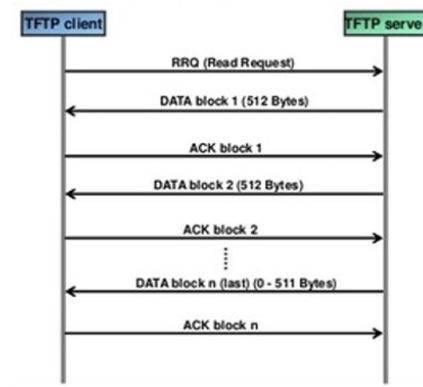 TFTP client
TFTP serve
RRQ (Read Request)
DATA block 1 (512 Bytes)
ACK block 1
DATA block 2 (512 Bytes)
ACK block 2
DATA block n (last) (0 - 511 Bytes)
ACK block n